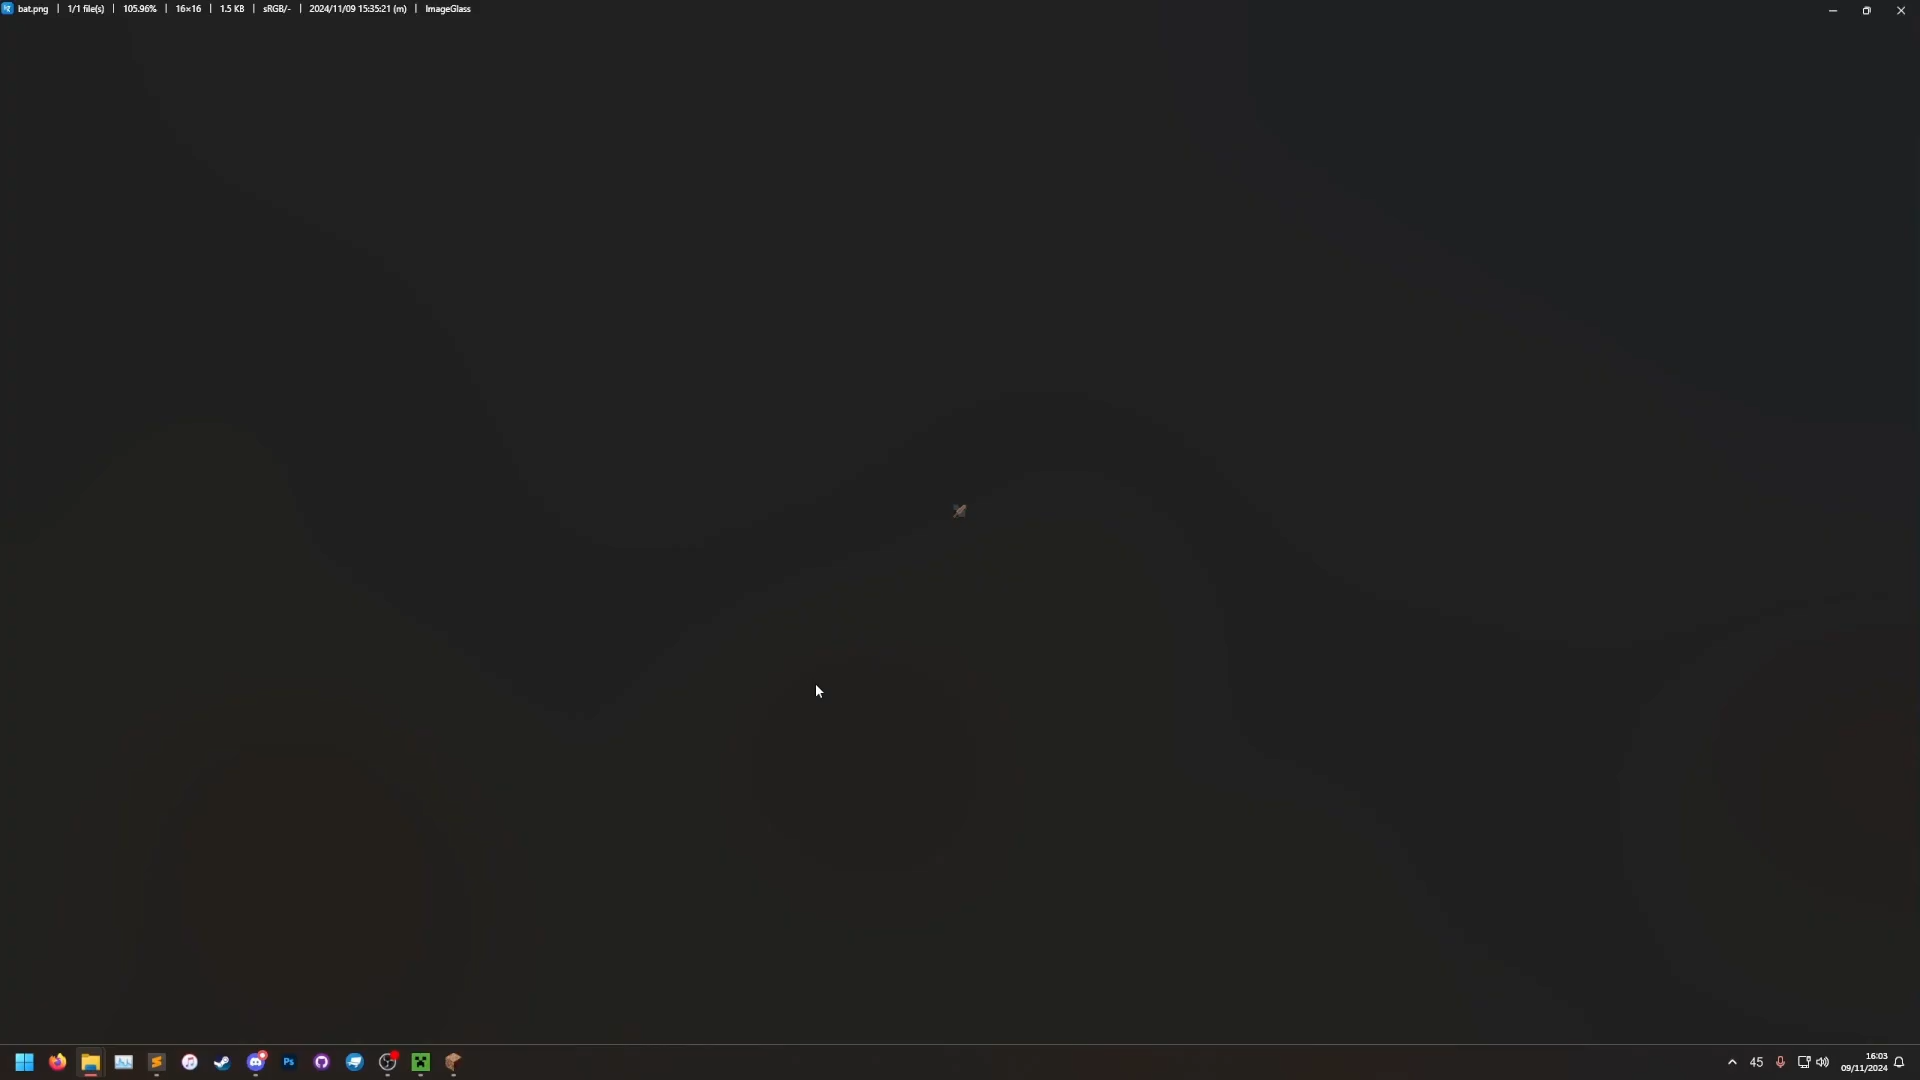 bat.png | 1/1 file(s) | 105.96% | 16×16 | 1.5 KB | sRGB/- | 2024/11/09 15:35:21 (m) | ImageGlass
Ps
45
16:03
09/11/2024